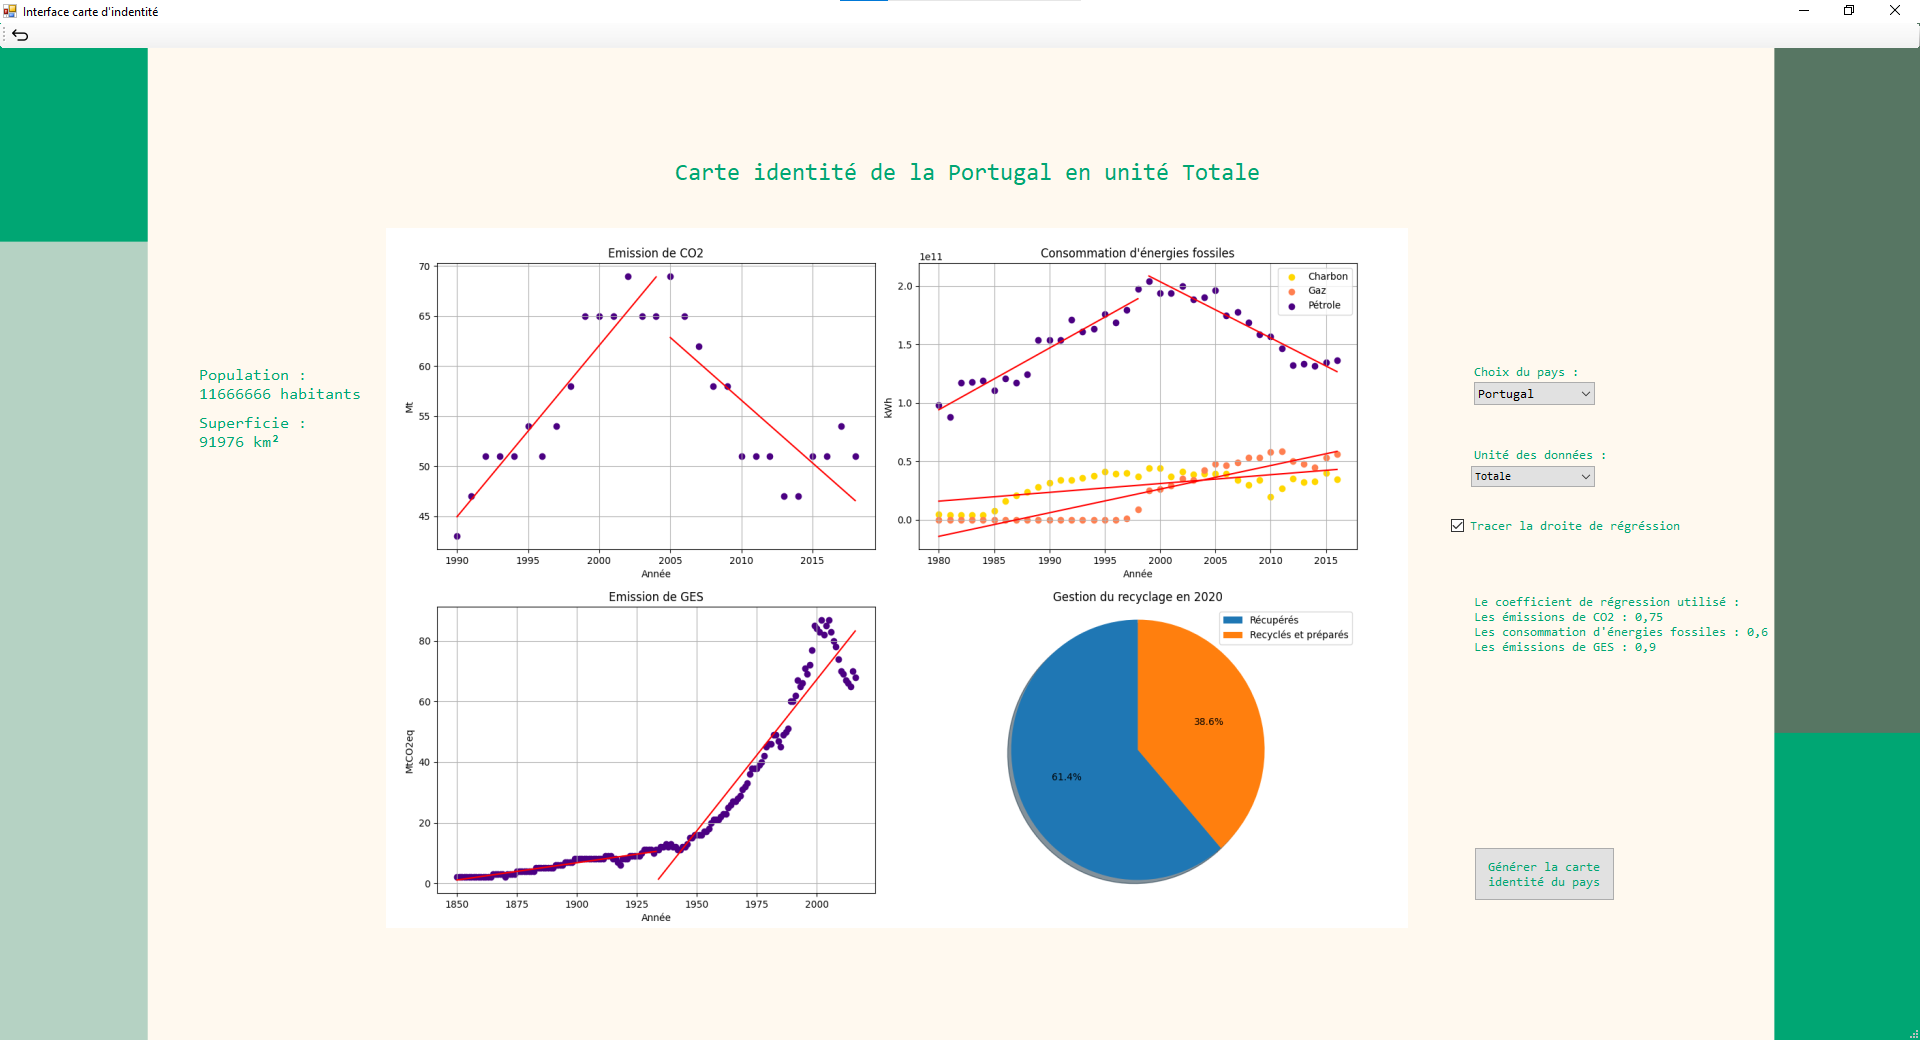 Interface carte d'indentité
Carte identité de la Portugal en unité Totale
Population :
11666666 habitants
Superficie :
91976 km²
Emission de CO2
70
65
60
55
50
45
Mt
1990 1995 2000 2005 2010 2015
Année
Consommation d'énergies fossiles
1e11
Charbon
Gaz
Pétrole
2.0
1.5
1.0
0.5
0.0
kWh
1980 1985 1990 1995 2000 2005 2010 2015
Année
Emission de GES
80
60
40
20
0
MtCO2eq
1850 1875 1900 1925 1950 1975 2000
Année
Gestion du recyclage en 2020
Récupérés
Recyclés et préparés
38.6%
61.4%
Choix du pays :
Portugal
Unité des données :
Totale
Tracer la droite de régréssion
Le coefficient de régression utilisé :
Les émissions de CO2 : 0,75
Les consommation d'énergies fossiles : 0,6
Les émissions de GES : 0,9
Générer la carte
identité du pays